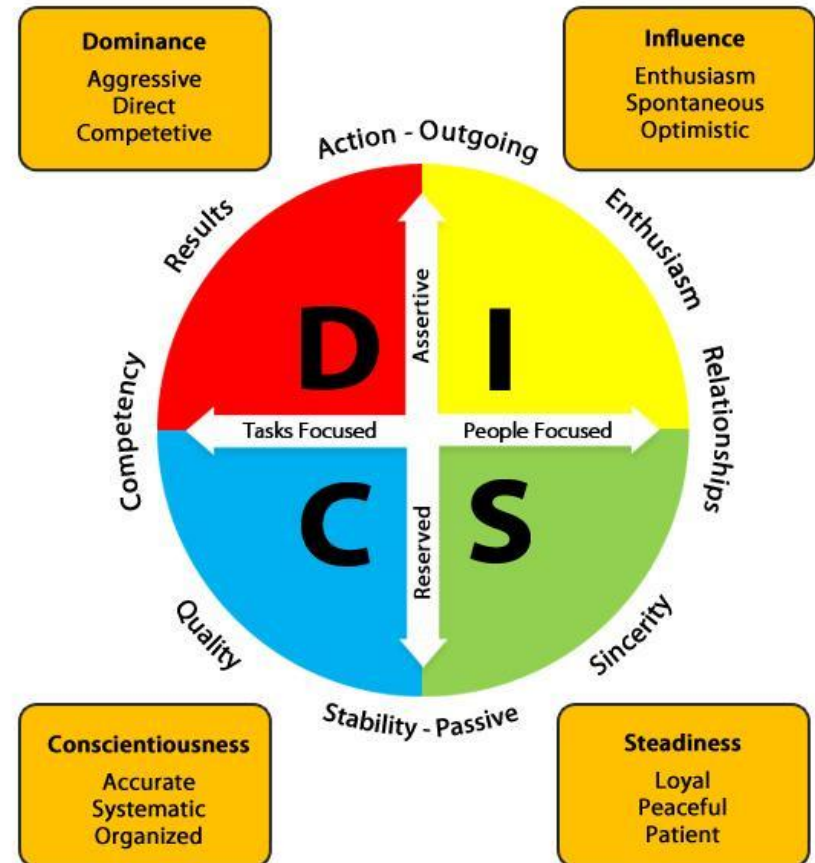 Dominance
Aggressive
Direct
Competetive
Influence
Enthusiasm
Spontaneous
Optimistic
Action - Outgoing
Results
Enthusiasm
Competency
Relationships
D
I
Assertive
Tasks Focused
People Focused
C
S
Reserved
Quality
Sincerity
Stability - Passive
Conscientiousness
Accurate
Systematic
Organized
Steadiness
Loyal
Peaceful
Patient